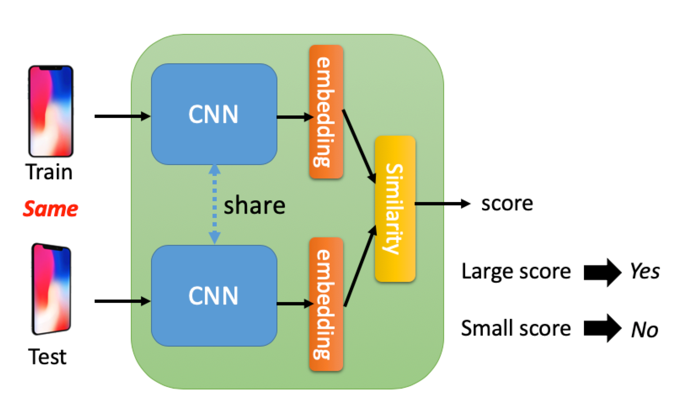 CNN
embedding
Train
Same
share
Similarity
score
CNN
embedding
Test
Large score
Yes
Small score
No